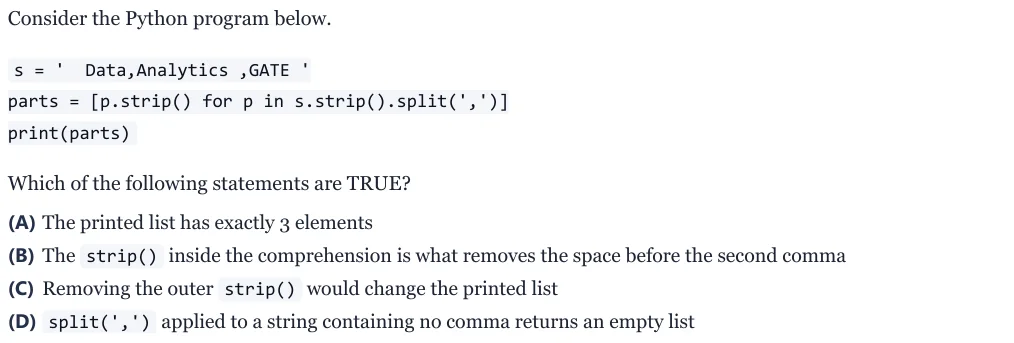 Consider the Python program below.
s = '  Data,Analytics ,GATE '
parts = [p.strip() for p in s.strip().split(',')]
print(parts)
Which of the following statements are TRUE?
(A) The printed list has exactly 3 elements
(B) The strip() inside the comprehension is what removes the space before the second comma
(C) Removing the outer strip() would change the printed list
(D) split(',') applied to a string containing no comma returns an empty list